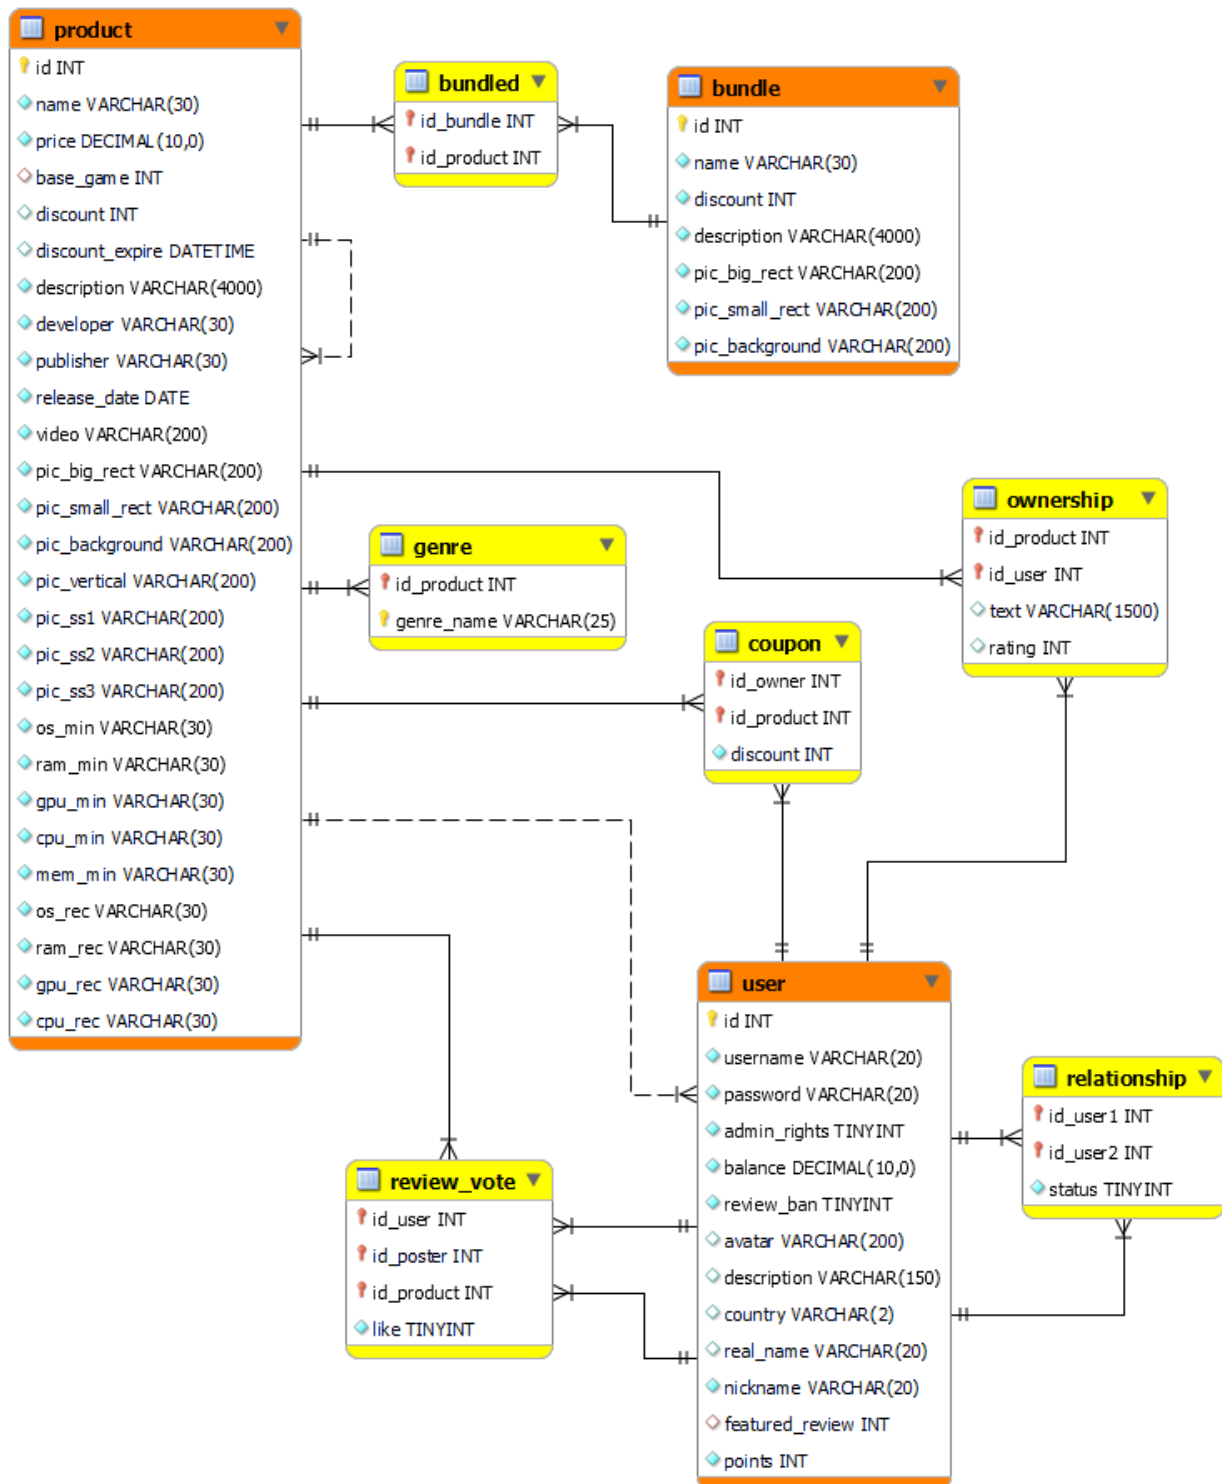 product
id INT
name VARCHAR(30)
price DECIMAL(10,0)
base_game INT
discount INT
discount_expire DATETIME
description VARCHAR(4000)
developer VARCHAR(30)
publisher VARCHAR(30)
release_date DATE
video VARCHAR(200)
pic_big_rect VARCHAR(200)
pic_small_rect VARCHAR(200)
pic_background VARCHAR(200)
pic_vertical VARCHAR(200)
pic_ss1 VARCHAR(200)
pic_ss2 VARCHAR(200)
pic_ss3 VARCHAR(200)
os_min VARCHAR(30)
ram_min VARCHAR(30)
gpu_min VARCHAR(30)
cpu_min VARCHAR(30)
mem_min VARCHAR(30)
os_rec VARCHAR(30)
ram_rec VARCHAR(30)
gpu_rec VARCHAR(30)
cpu_rec VARCHAR(30)
bundled
id_bundle INT
id_product INT
bundle
id INT
name VARCHAR(30)
discount INT
description VARCHAR(4000)
pic_big_rect VARCHAR(200)
pic_small_rect VARCHAR(200)
pic_background VARCHAR(200)
genre
id_product INT
genre_name VARCHAR(25)
ownership
id_product INT
id_user INT
text VARCHAR(1500)
rating INT
coupon
id_owner INT
id_product INT
discount INT
user
id INT
username VARCHAR(20)
password VARCHAR(20)
admin_rights TINYINT
balance DECIMAL(10,0)
review_ban TINYINT
avatar VARCHAR(200)
description VARCHAR(150)
country VARCHAR(2)
real_name VARCHAR(20)
nickname VARCHAR(20)
featured_review INT
points INT
relationship
id_user1 INT
id_user2 INT
status TINYINT
review_vote
id_user INT
id_poster INT
id_product INT
like TINYINT